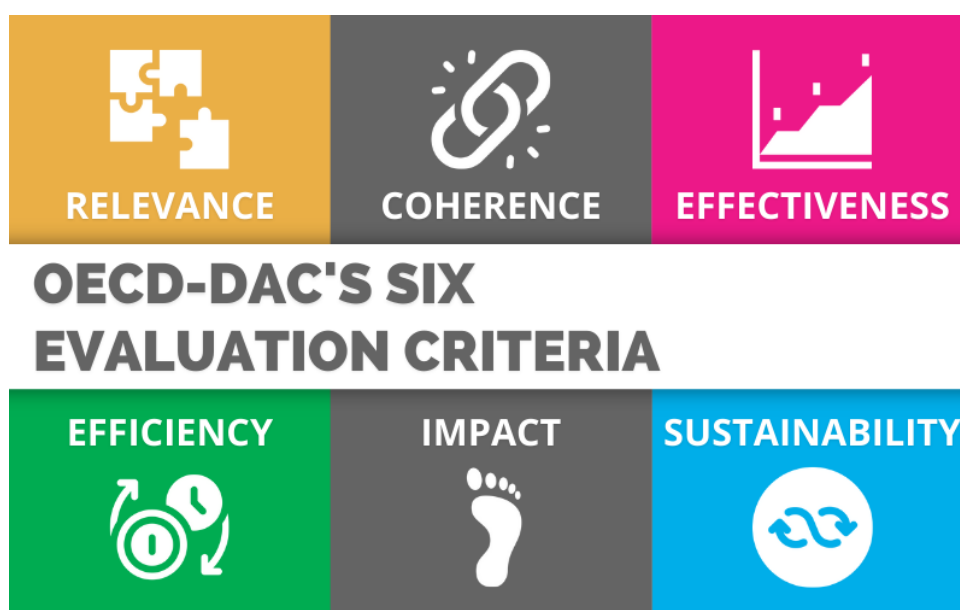 RELEVANCE
COHERENCE
EFFECTIVENESS
OECD-DAC'S SIX
EVALUATION CRITERIA
EFFICIENCY
IMPACT
SUSTAINABILITY